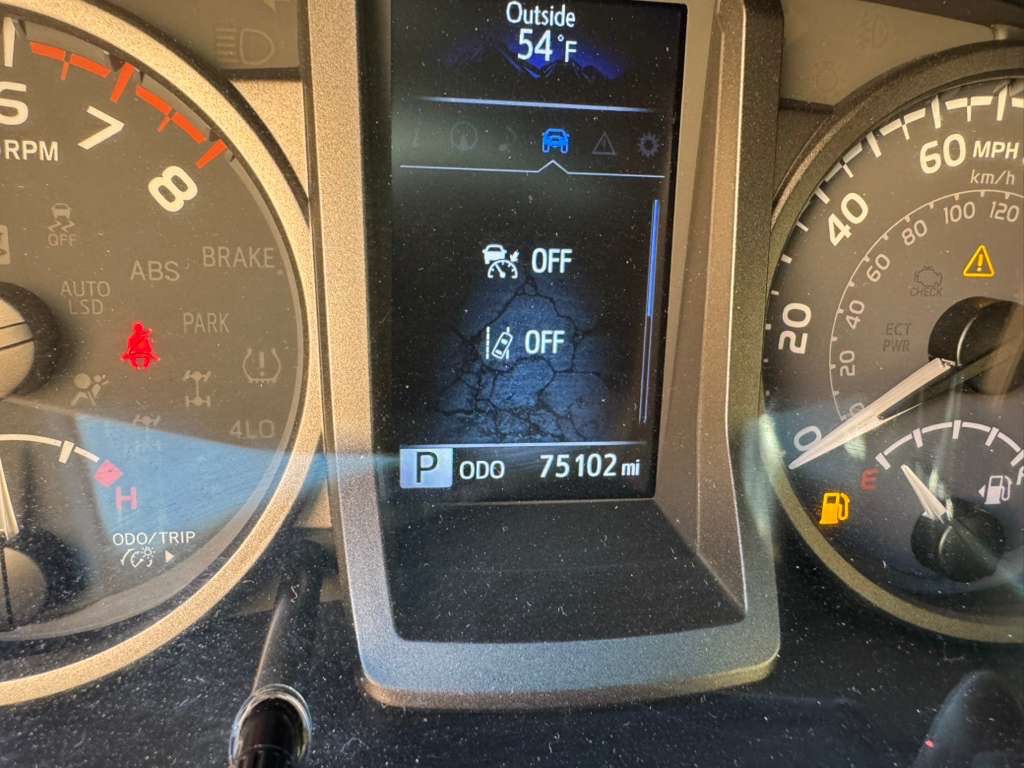 Outside
54°F
6
7
8
RPM
OFF
ABS
BRAKE
AUTO
LSD
PARK
4LO
H
ODO/TRIP
OFF
OFF
P ODO 75102 mi
60 MPH
km/h
40
20
0
120
100
80
60
40
20
CHECK
ECT
PWR
E
F